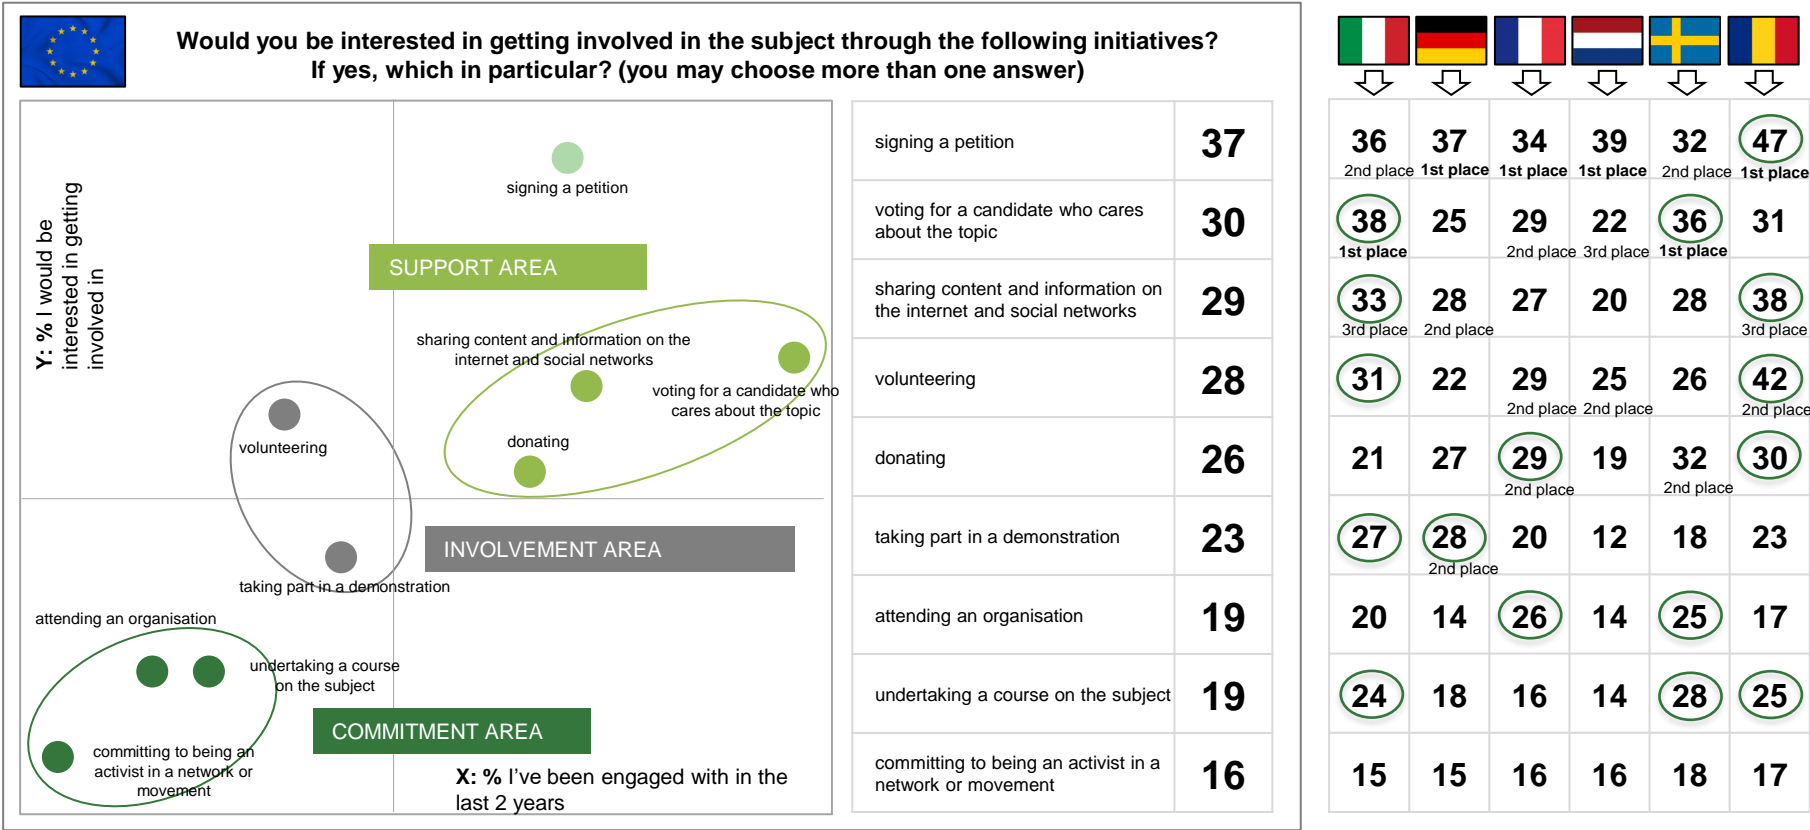 Would you be interested in getting involved in the subject through the following initiatives?
If yes, which in particular? (you may choose more than one answer)
Y: % I would be
interested in getting
involved in
signing a petition
SUPPORT AREA
sharing content and information on the
internet and social networks
voting for a candidate who
cares about the topic
donating
volunteering
INVOLVEMENT AREA
taking part in a demonstration
attending an organisation
undertaking a course
on the subject
COMMITMENT AREA
committing to being an
activist in a network or
movement
X: % I've been engaged with in the
last 2 years
signing a petition 37
voting for a candidate who cares
about the topic 30
sharing content and information on
the internet and social networks 29
volunteering 28
donating 26
taking part in a demonstration 23
attending an organisation 19
undertaking a course on the subject 19
committing to being an activist in a
network or movement 16
36 37 34 39 32 47
2nd place 1st place 1st place 1st place 2nd place 1st place
38 25 29 22 36 31
1st place 2nd place 3rd place 1st place
33 28 27 20 28 38
3rd place 2nd place 3rd place
31 22 29 25 26 42
2nd place 2nd place 2nd place
21 27 29 19 32 30
2nd place 2nd place
27 28 20 12 18 23
2nd place
20 14 26 14 25 17
24 18 16 14 28 25
15 15 16 16 18 17